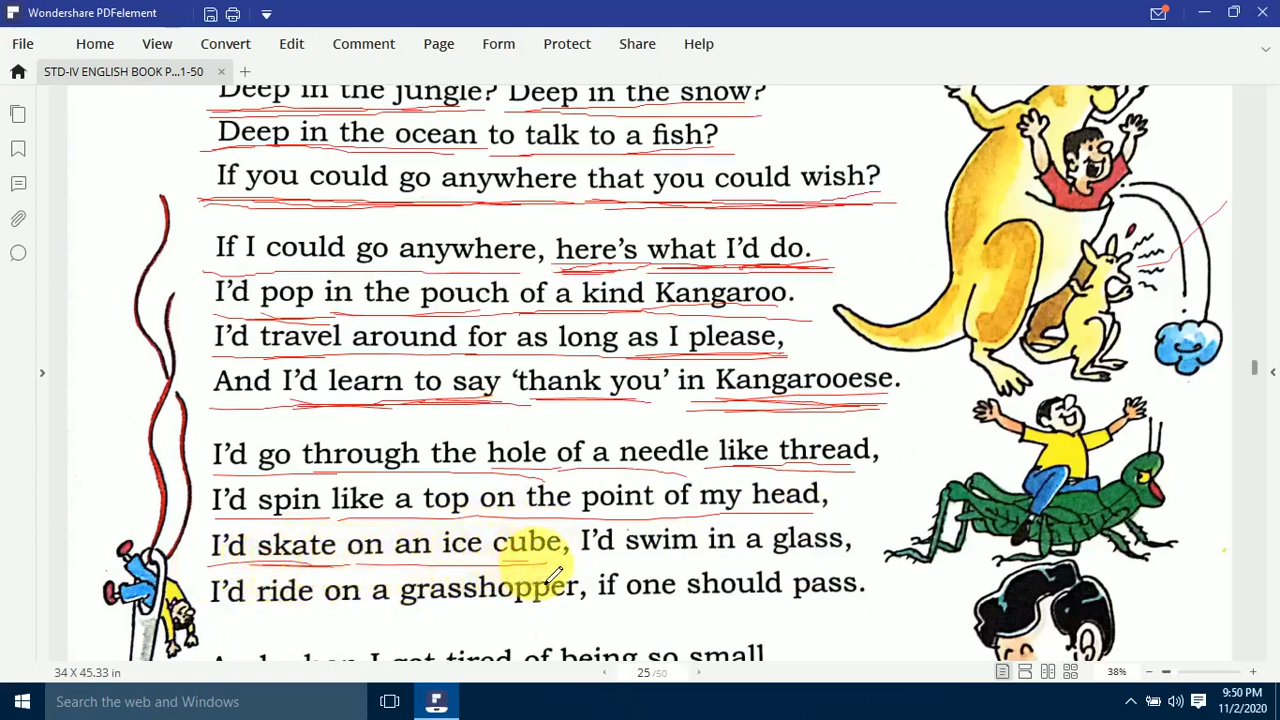 Wondershare PDFelement
File Home View Convert Edit Comment Page Form Protect Share Help
STD-IV ENGLISH BOOK P...1-50
Deep in the jungle? Deep in the snow?
Deep in the ocean to talk to a fish?
If you could go anywhere that you could wish?
If I could go anywhere, here's what I'd do.
I'd pop in the pouch of a kind Kangaroo.
I'd travel around for as long as I please,
And I'd learn to say 'thank you' in Kangarooese.
I'd go through the hole of a needle like thread,
I'd spin like a top on the point of my head,
I'd skate on an ice cube, I'd swim in a glass,
I'd ride on a grasshopper, if one should pass.
I get tired of being so small
34 X 45.33 in 25/50 38%
Search the web and Windows
9:50 PM
11/2/2020